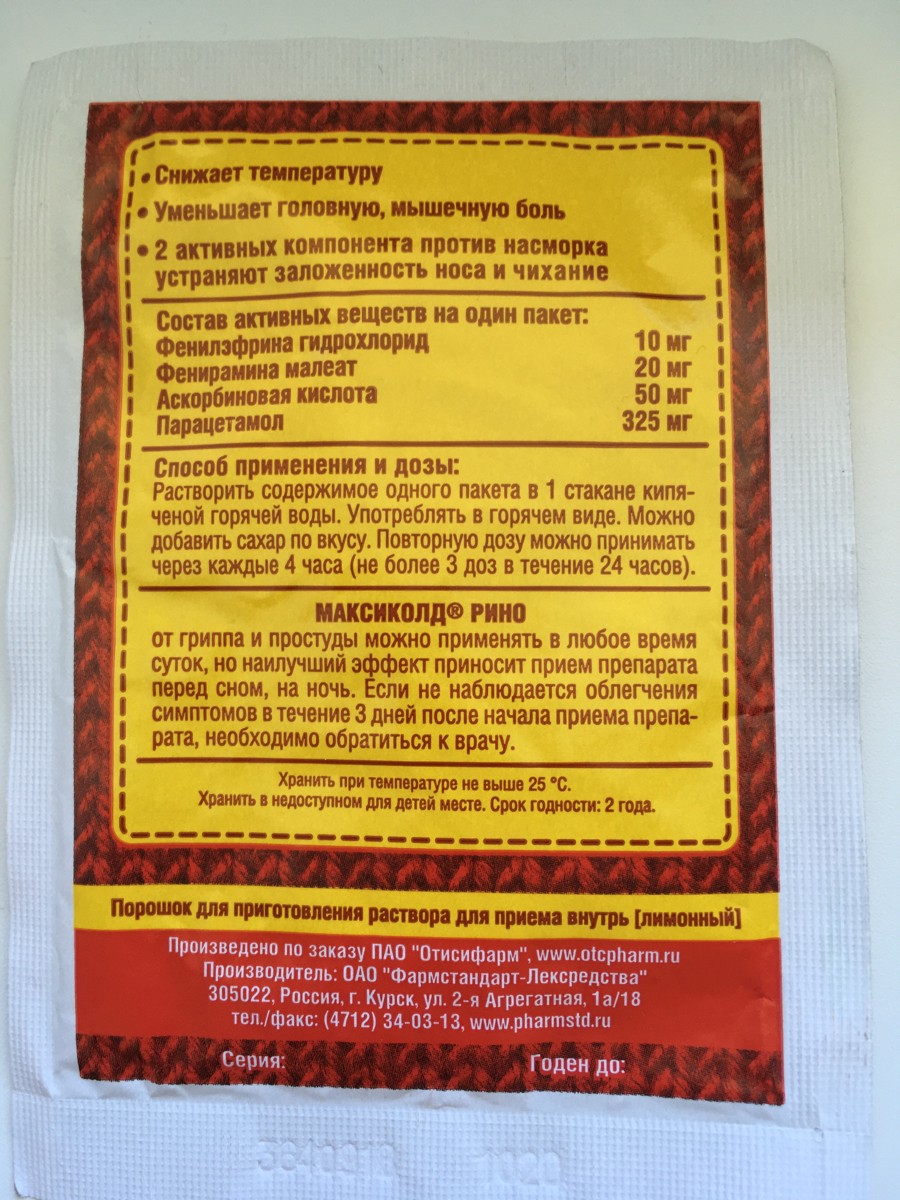 • Снижает температуру
• Уменьшает головную, мышечную боль
• 2 активных компонента против насморка
устраняют заложенность носа и чихание
Состав активных веществ на один пакет:
Фенилэфрина гидрохлорид 10 мг
Фенирамина малеат 20 мг
Аскорбиновая кислота 50 мг
Парацетамол 325 мг
Способ применения и дозы:
Растворить содержимое одного пакета в 1 стакане кипя-
ченой горячей воды. Употреблять в горячем виде. Можно
добавить сахар по вкусу. Повторную дозу можно принимать
через каждые 4 часа (не более 3 доз в течение 24 часов).
МАКСИКОЛД® РИНО
от гриппа и простуды можно применять в любое время
суток, но наилучший эффект приносит прием препарата
перед сном, на ночь. Если не наблюдается облегчения
симптомов в течение 3 дней после начала приема препа-
рата, необходимо обратиться к врачу.
Хранить при температуре не выше 25 °С.
Хранить в недоступном для детей месте. Срок годности: 2 года.
Порошок для приготовления раствора для приема внутрь [лимонный]
Произведено по заказу ПАО "Отисифарм", www.otcpharm.ru
Производитель: ОАО "Фармстандарт-Лексредства"
305022, Россия, г. Курск, ул. 2-я Агрегатная, 1а/18
тел./факс: (4712) 34-03-13, www.pharmstd.ru
Серия: Годен до: